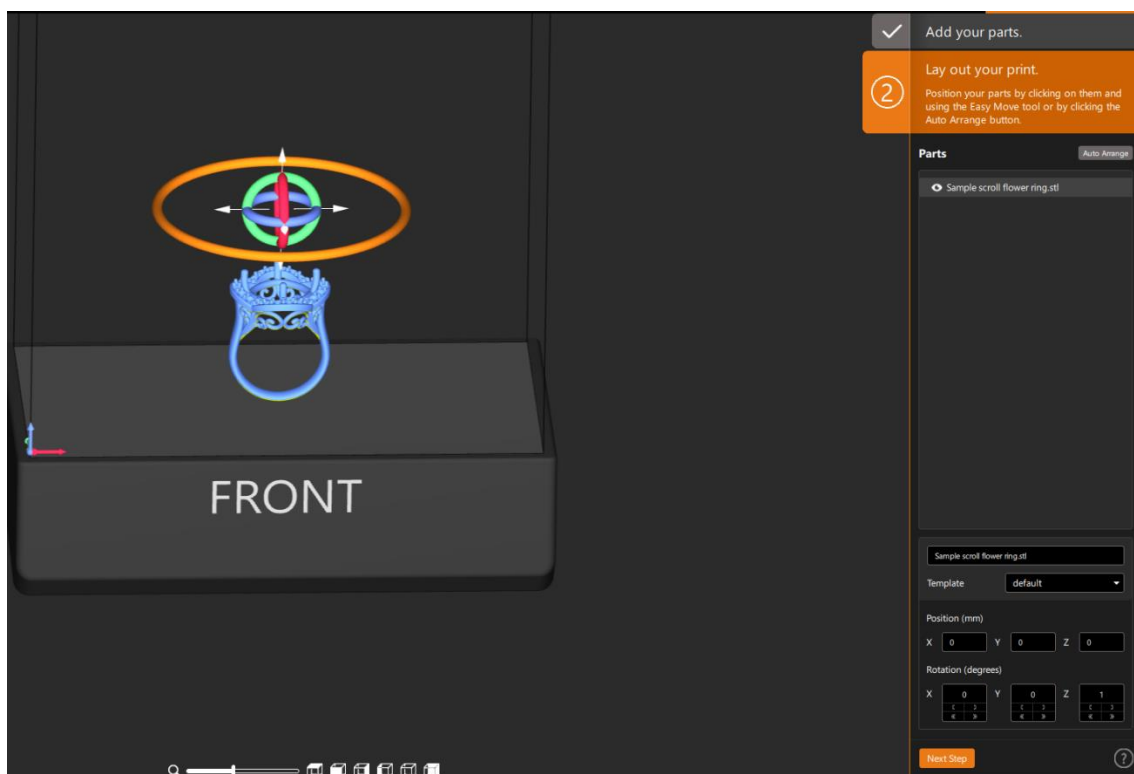 Add your parts.
2
Lay out your print.
Position your parts by clicking on them and
using the Easy Move tool or by clicking the
Auto Arrange button.
Parts
Auto Arrange
Sample scroll flower ring.stl
FRONT
Sample scroll flower ring.stl
Template default
Position (mm)
X 0 Y 0 Z 0
Rotation (degrees)
X 0 Y 0 Z 1
Next Step
?